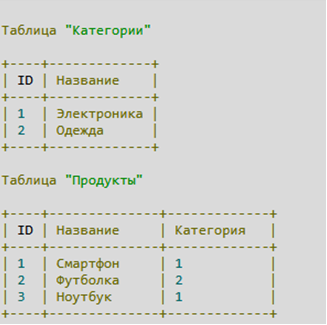 Таблица "Категории"
+----+-------------+
| ID | Название    |
+----+-------------+
| 1  | Электроника |
| 2  | Одежда      |
+----+-------------+
Таблица "Продукты"
+----+--------------+-------------+
| ID | Название     | Категория   |
+----+--------------+-------------+
| 1  | Смартфон     | 1           |
| 2  | Футболка     | 2           |
| 3  | Ноутбук      | 1           |
+----+--------------+-------------+